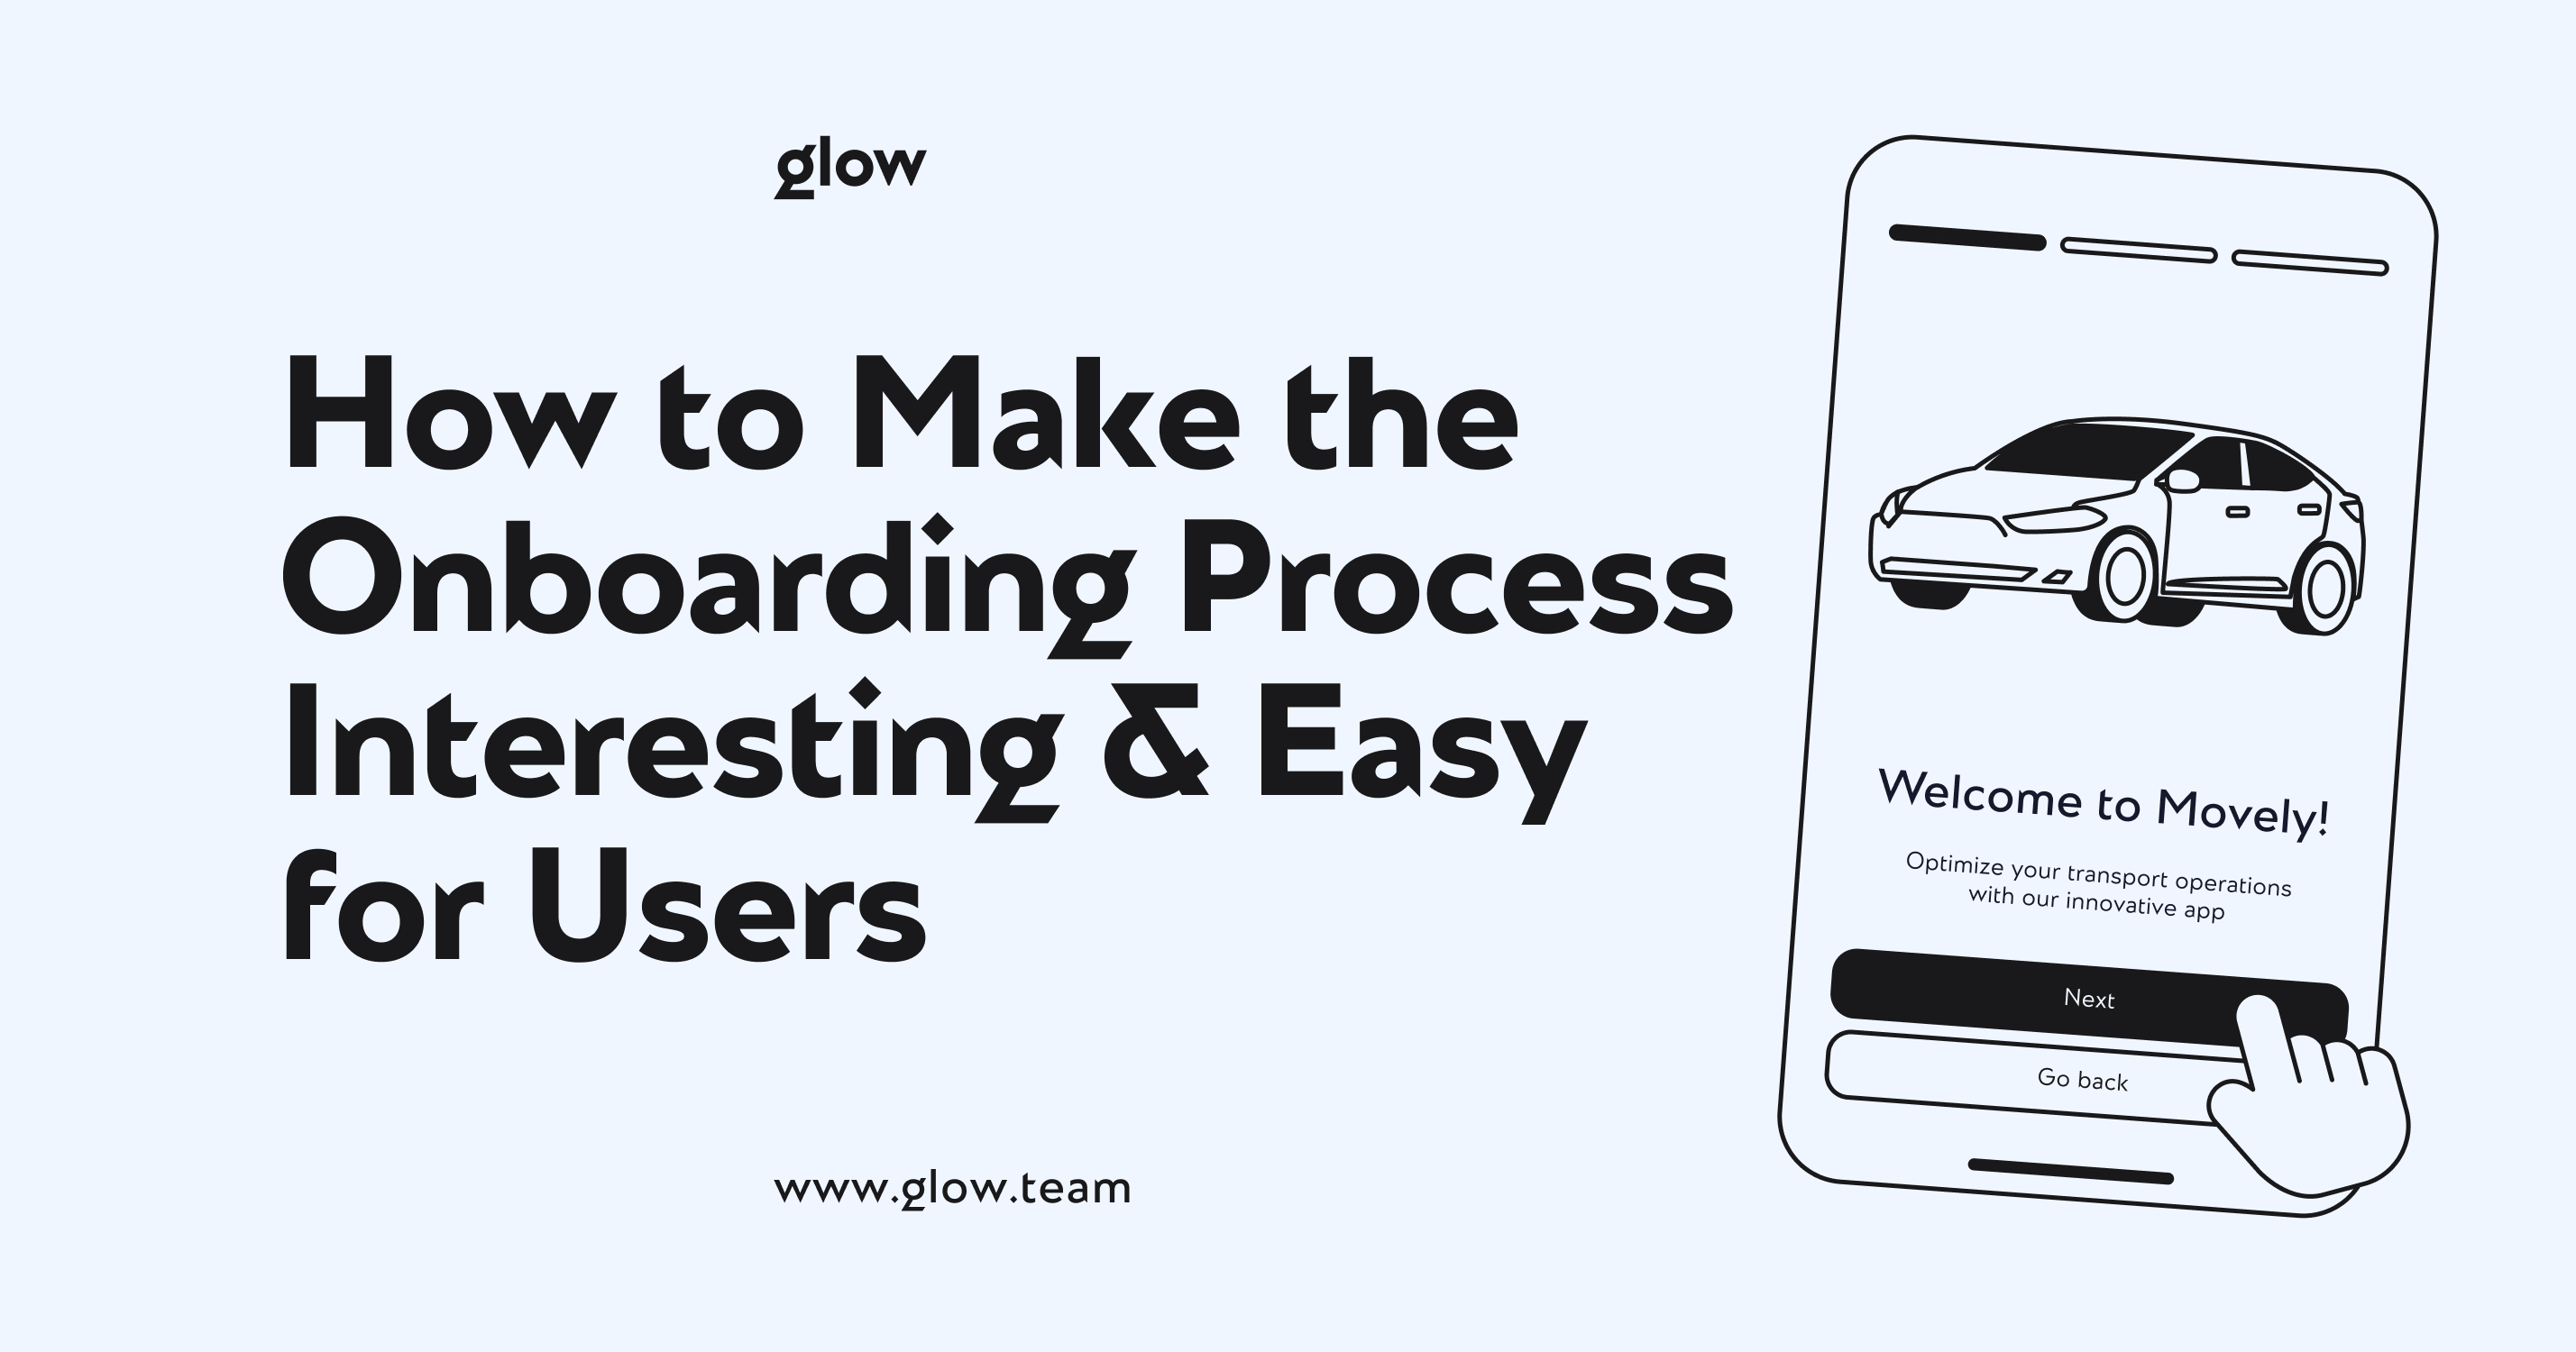 glow
How to Make the
Onboarding Process
Interesting & Easy
for Users
www.glow.team
Welcome to Movely!
Optimize your transport operations
with our innovative app
Next
Go back